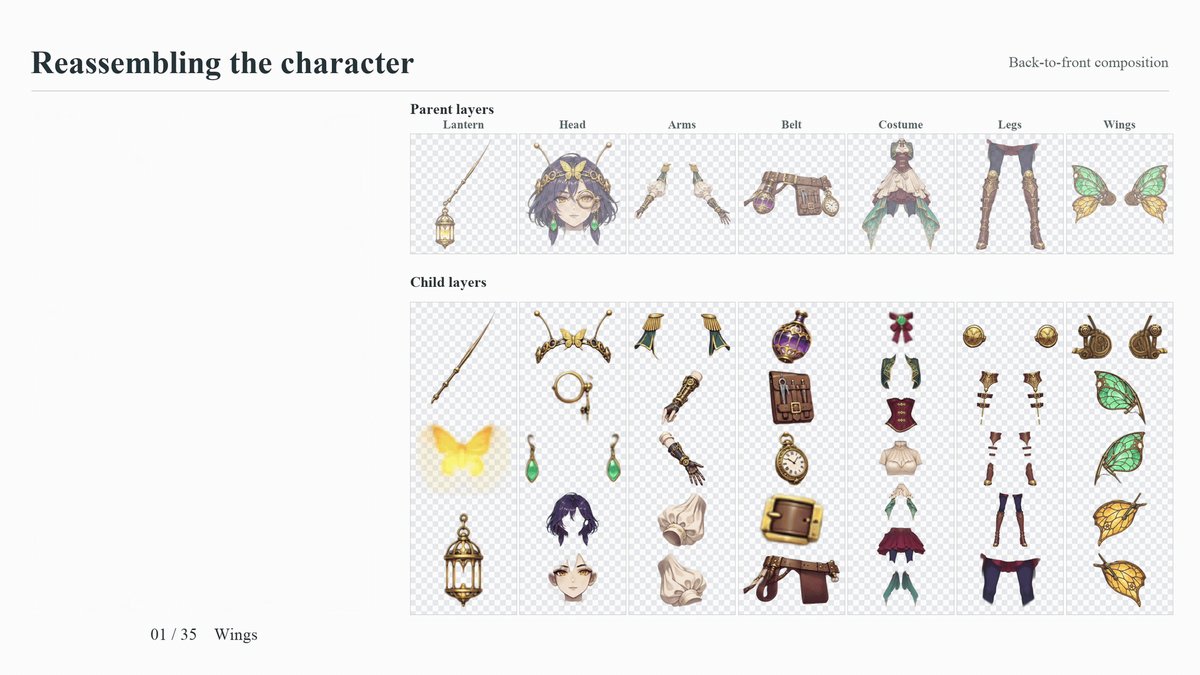 Reassembling the character
Back-to-front composition
Parent layers
Lantern Head Arms Belt Costume Legs Wings
Child layers
01 / 35 Wings